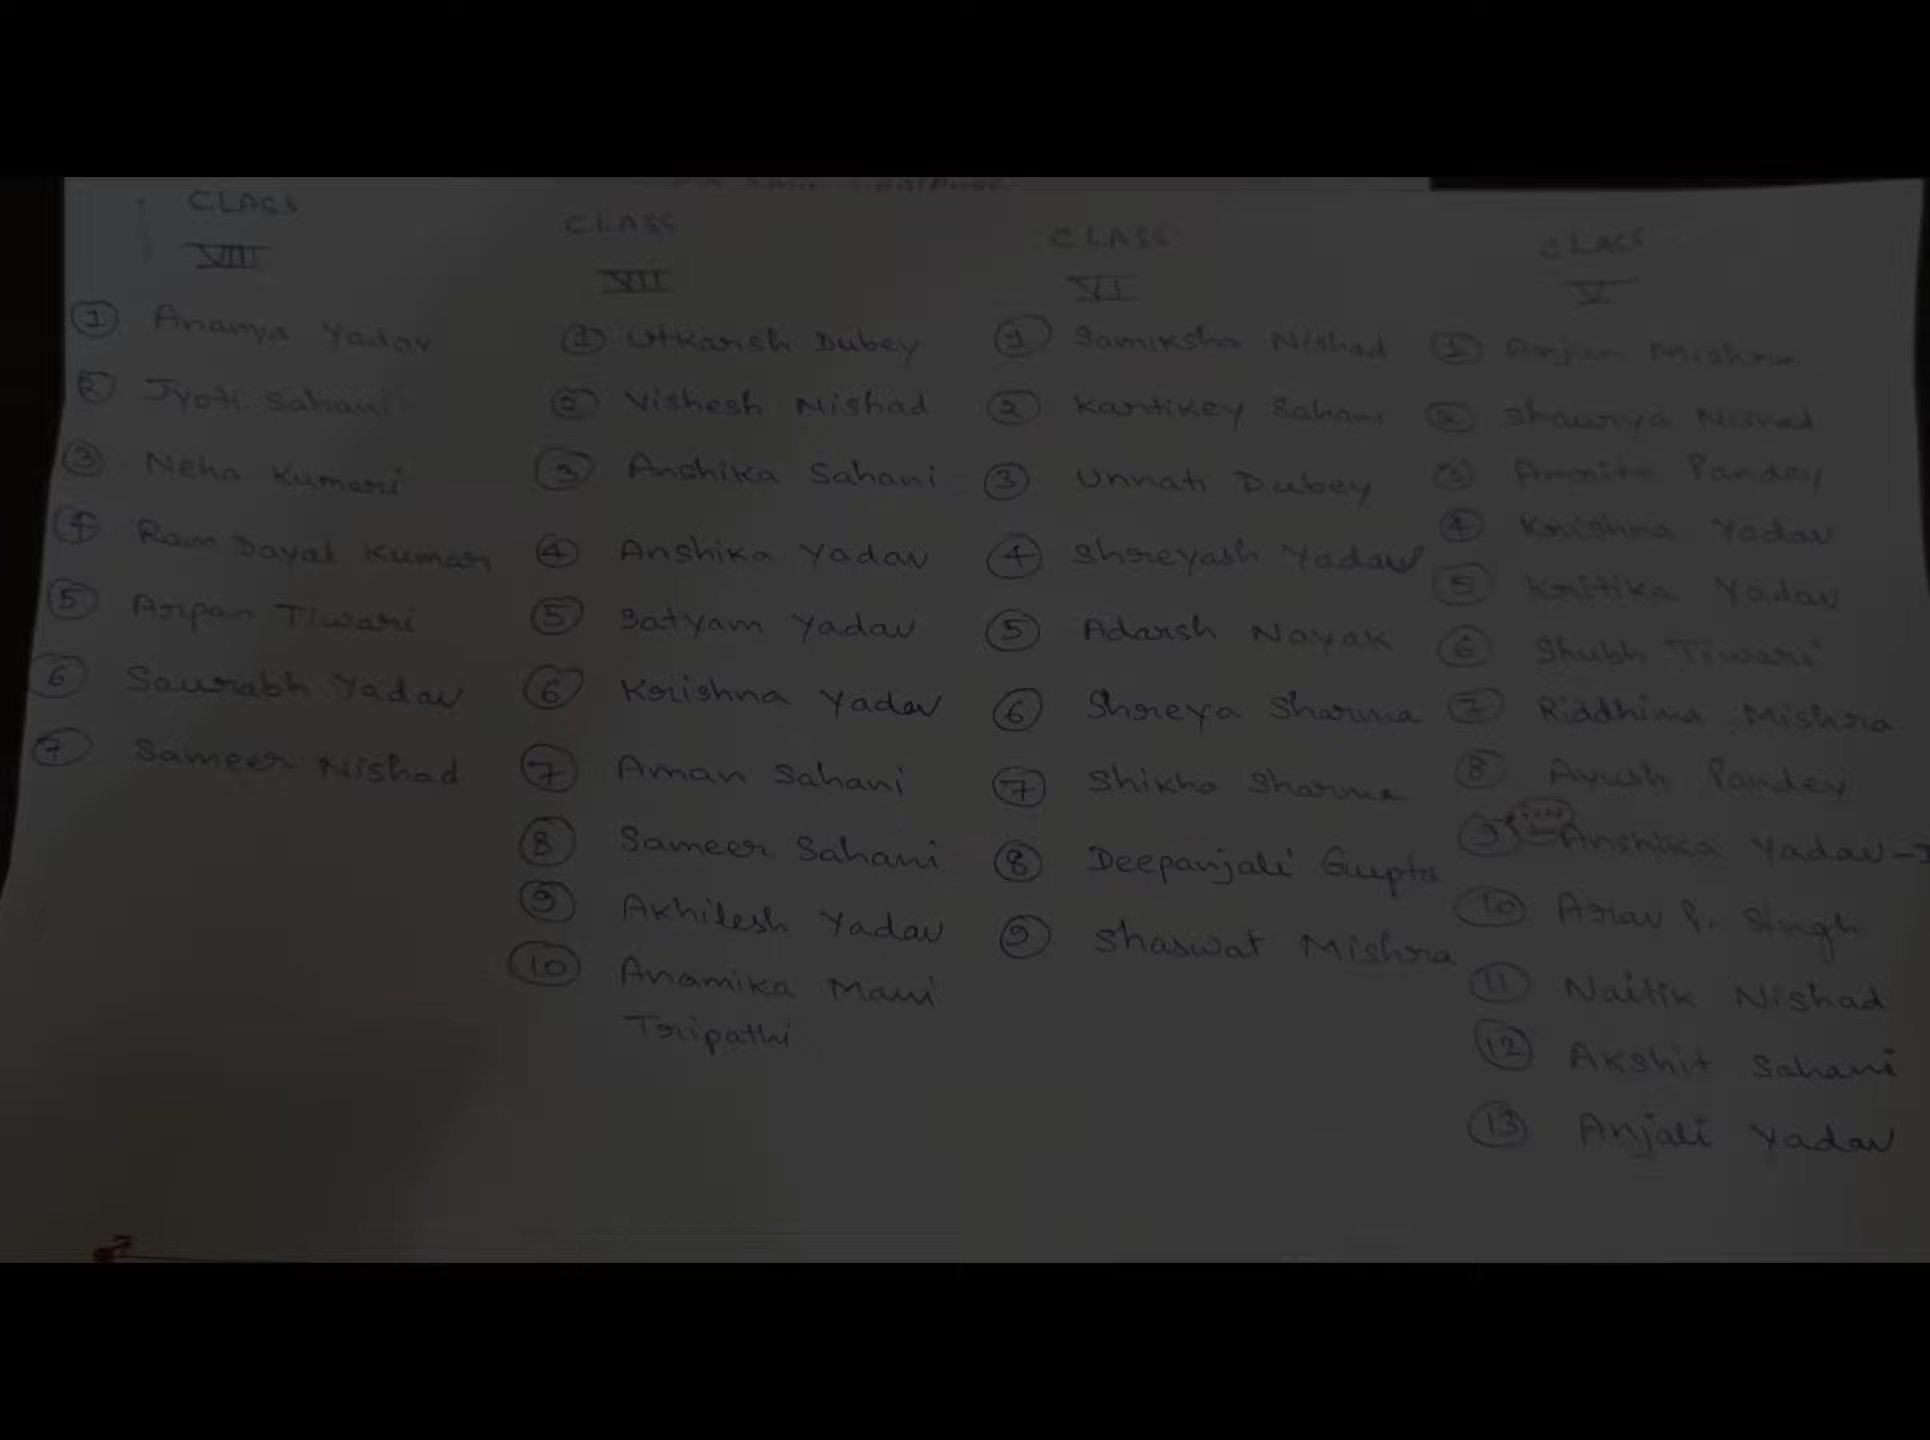 CLASS
VIII
① Ananya Yadav
② Jyoti Sahani
③ Neha Kumari
④ Ram Dayal Kumar
⑤ Arpan Tiwari
⑥ Saurabh Yadav
⑦ Sameer Nishad
CLASS
VII
① Utkarsh Dubey
② Vishesh Nishad
③ Anshika Sahani
④ Anshika Yadav
⑤ Satyam Yadav
⑥ Krishna Yadav
⑦ Aman Sahani
⑧ Sameer Sahani
⑨ Akhilesh Yadav
⑩ Anamika Mani
Tripathi
CLASS
VI
① Samiksha Nishad
② Kartikey Sahani
③ Unnati Dubey
④ Shreyash Yadav
⑤ Adarsh Nayak
⑥ Shreya Sharma
⑦ Shikha Sharma
⑧ Deepanjali Gupta
⑨ Shaswat Mishra
CLASS
V
① Mishra
② Shaurya Nishad
③ Pandey
④ Krishna Yadav
⑤ Kritika Yadav
⑥ Shubh Tiwari
⑦ Riddhima Mishra
⑧ Ayush Pandey
⑨ Anshika Yadav
⑩ Arav P. Singh
⑪ Naitik Nishad
⑫ Akshit Sahani
⑬ Anjali Yadav